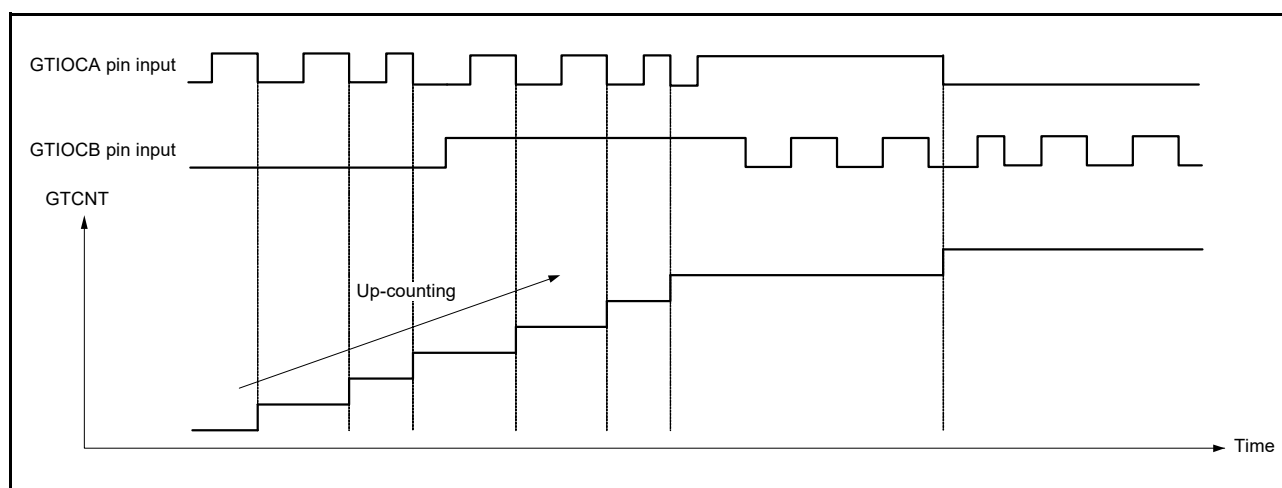 GTIOCA pin input
GTIOCB pin input
GTCNT
Up-counting
Time